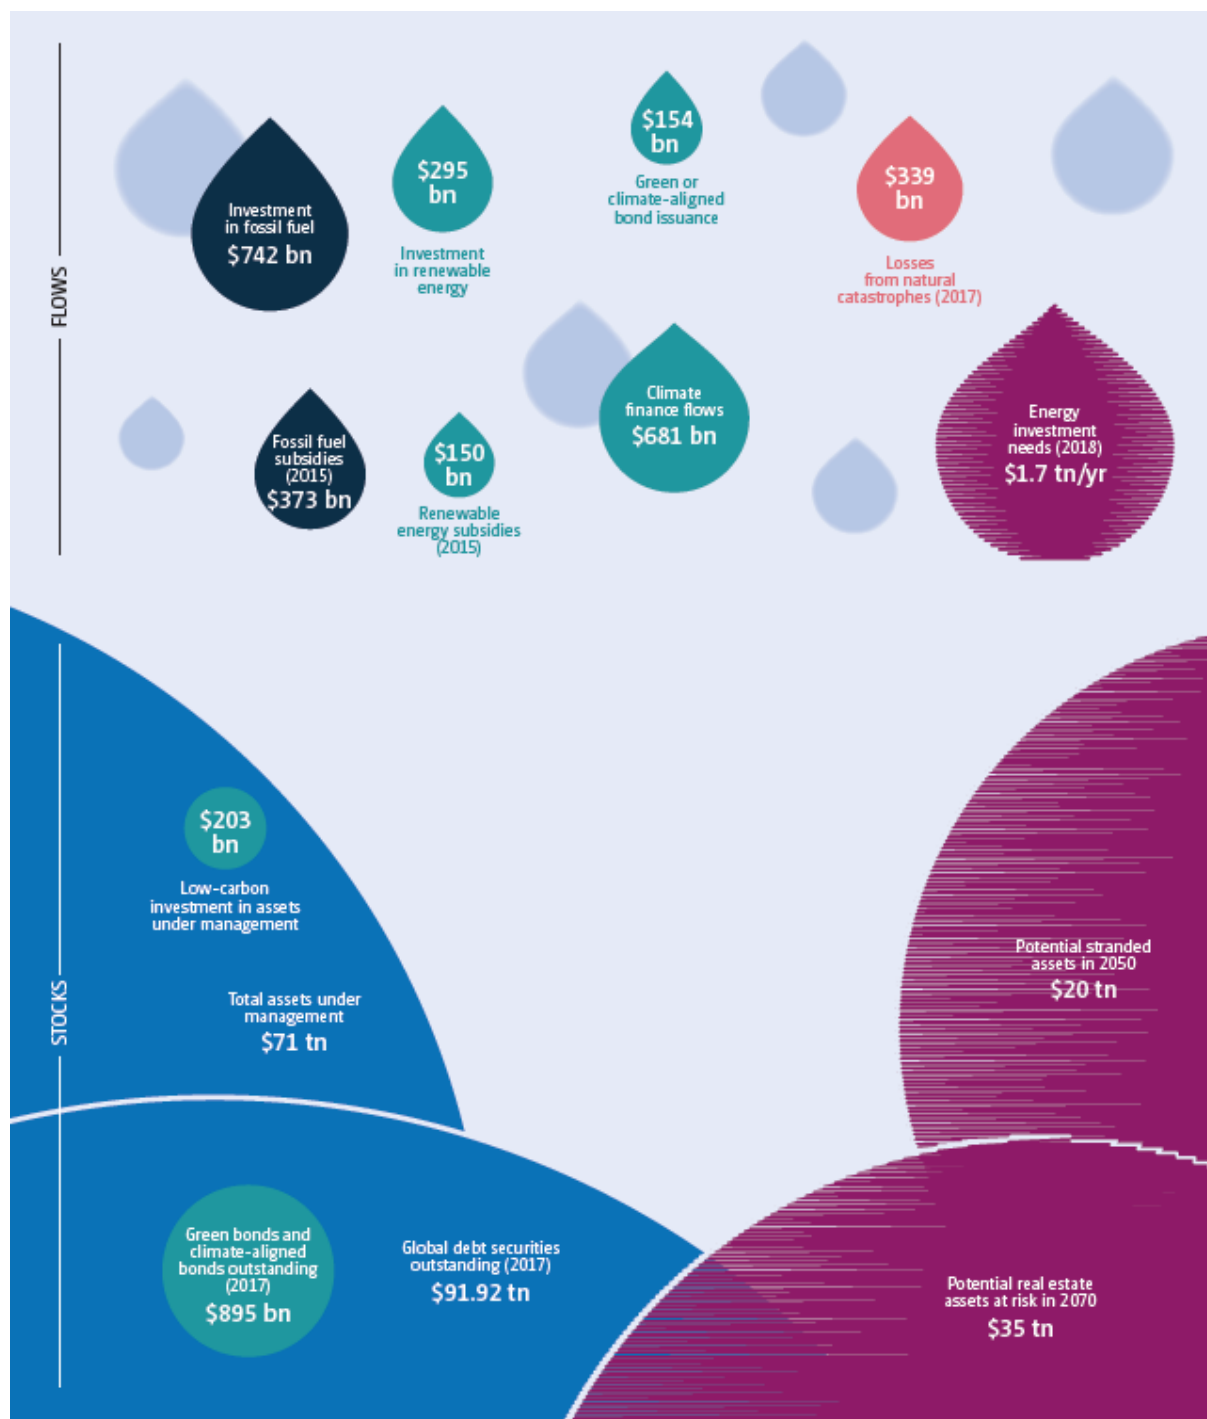 FLOWS
Investment
in fossil fuel
$742 bn
$295
bn
Investment
in renewable
energy
$154
bn
Green or
climate-aligned
bond issuance
$339
bn
Losses
from natural
catastrophes (2017)
Fossil fuel
subsidies
(2015)
$373 bn
$150
bn
Renewable
energy subsidies
(2015)
Climate
finance flows
$681 bn
Energy
investment
needs (2018)
$1.7 tn/yr
STOCKS
$203
bn
Low-carbon
investment in assets
under management
Total assets under
management
$71 tn
Potential stranded
assets in 2050
$20 tn
Green bonds and
climate-aligned
bonds outstanding
(2017)
$895 bn
Global debt securities
outstanding (2017)
$91.92 tn
Potential real estate
assets at risk in 2070
$35 tn